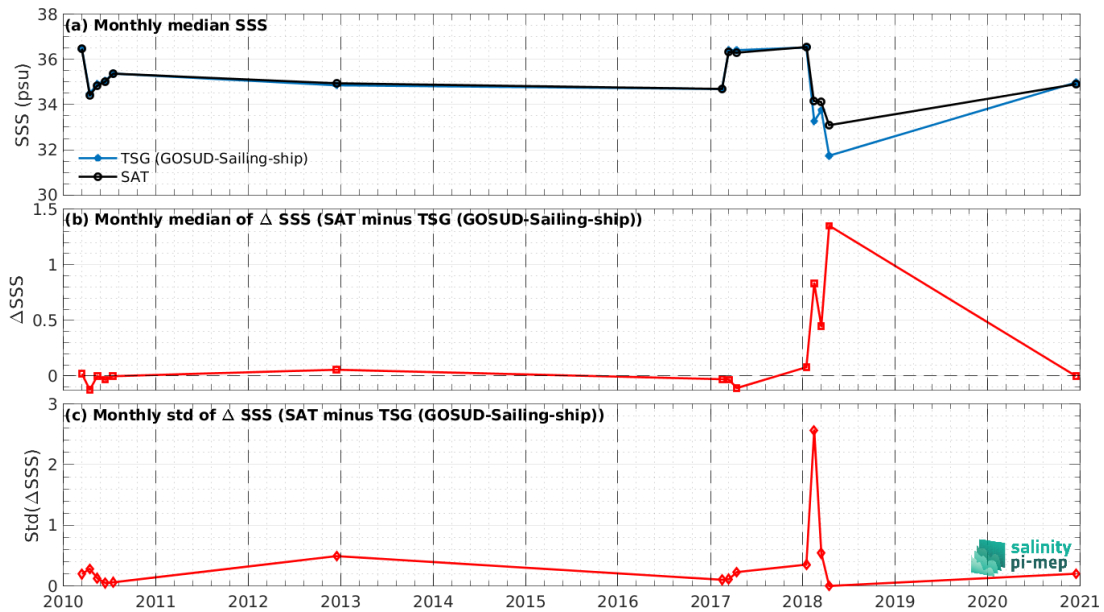 (a) Monthly median SSS
38
36
34
32
30
SSS (psu)
TSG (GOSUD-Sailing-ship)
SAT
(b) Monthly median of Δ SSS (SAT minus TSG (GOSUD-Sailing-ship))
1.5
1
0.5
0
ΔSSS
(c) Monthly std of Δ SSS (SAT minus TSG (GOSUD-Sailing-ship))
3
2
1
0
Std(ΔSSS)
salinity
pi-mep
2010 2011 2012 2013 2014 2015 2016 2017 2018 2019 2020 2021